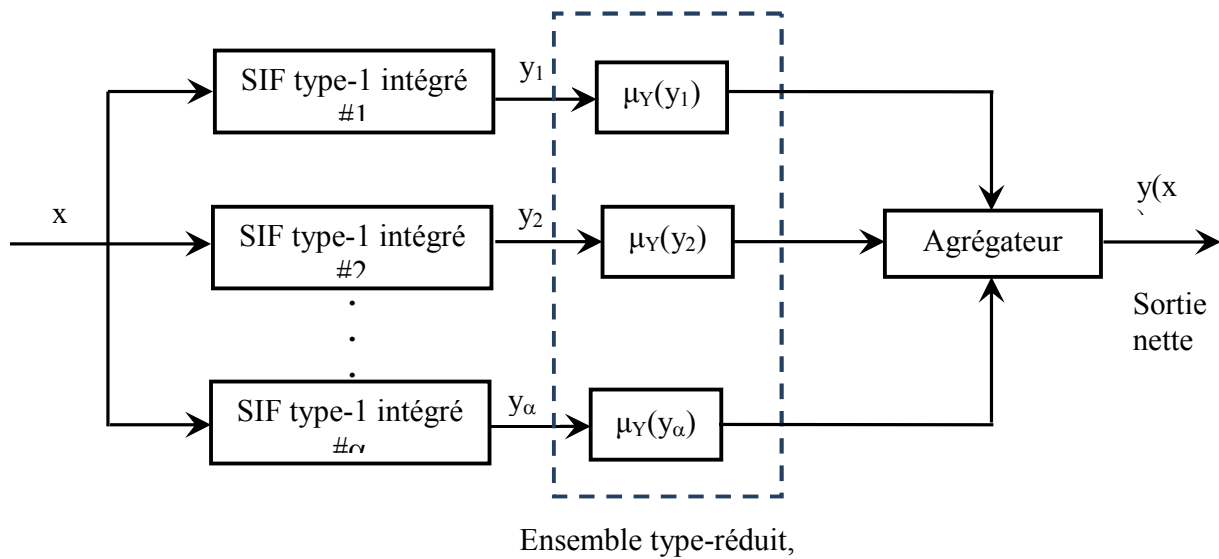 SIF type-1 intégré
#1
y₁
μY(y₁)
x
SIF type-1 intégré
#2
y₂
μY(y₂)
Agrégateur
y(x
)
Sortie
nette
.
.
.
SIF type-1 intégré
#α
yα
μY(yα)
Ensemble type-réduit,